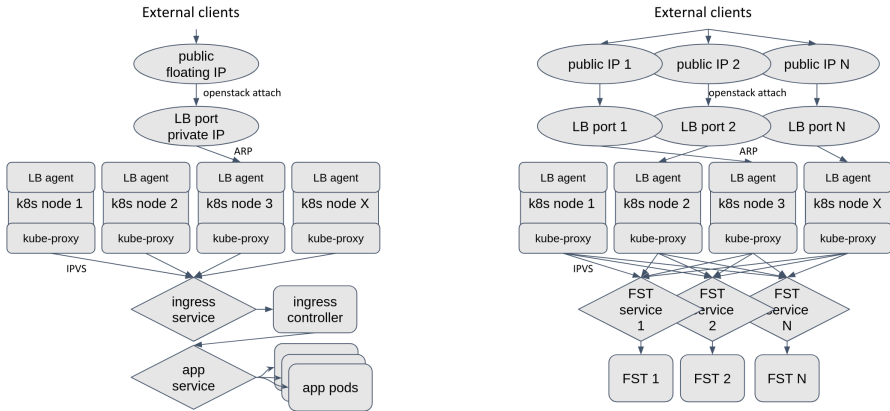 External clients
public
floating IP
openstack attach
LB port
private IP
ARP
LB agent
LB agent
LB agent
LB agent
k8s node 1
k8s node 2
k8s node 3
k8s node X
kube-proxy
kube-proxy
kube-proxy
kube-proxy
IPVS
ingress
service
ingress
controller
app
service
app pods
External clients
public IP 1
public IP 2
public IP N
openstack attach
LB port 1
LB port 2
LB port N
ARP
LB agent
LB agent
LB agent
LB agent
k8s node 1
k8s node 2
k8s node 3
k8s node X
kube-proxy
kube-proxy
kube-proxy
kube-proxy
IPVS
FST
service
1
FST
service
2
FST
service
N
FST 1
FST 2
FST N